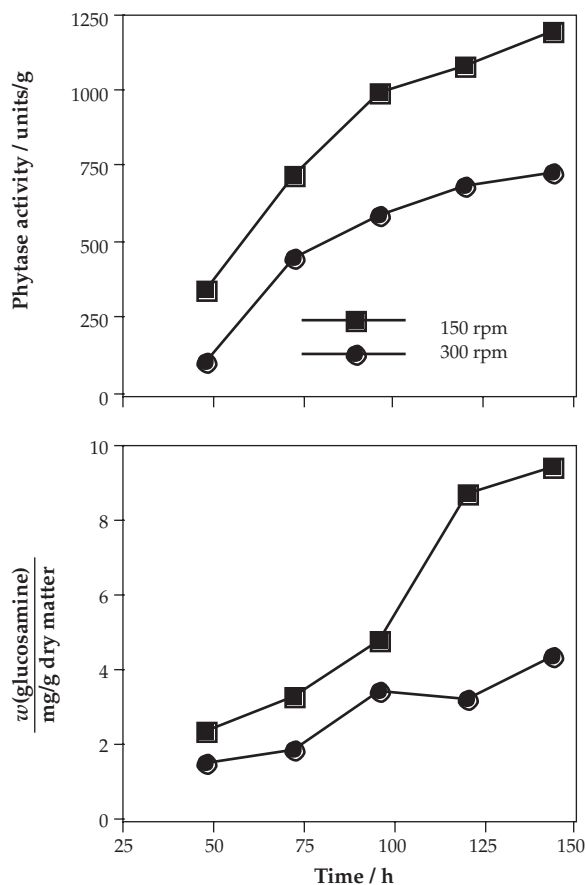 1250
1000
750
500
250
0
Phytase activity / units/g
150 rpm
300 rpm
10
8
6
4
2
0
w(glucosamine)
mg/g dry matter
25 50 75 100 125 150
Time / h